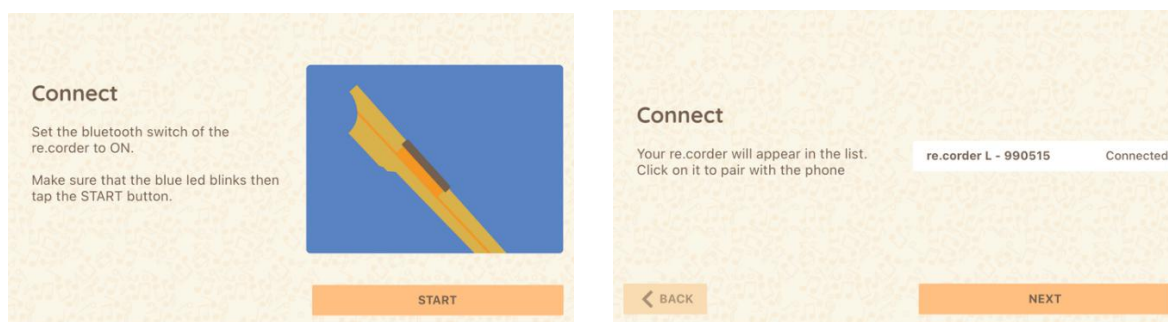 Connect
Set the bluetooth switch of the
re.corder to ON.
Make sure that the blue led blinks then
tap the START button.
START
Connect
Your re.corder will appear in the list.
Click on it to pair with the phone
re.corder L - 990515 Connected
BACK
NEXT